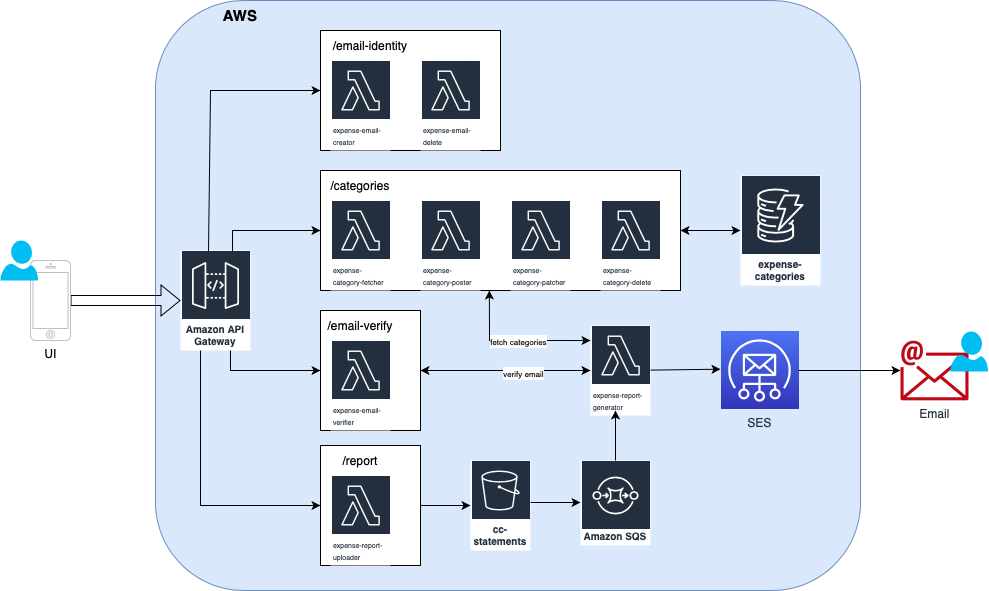 AWS
/email-identity
expense-email-
creator
expense-email-
delete
/categories
expense-
category-fetcher
expense-
category-poster
expense-
category-patcher
expense-
category-delete
expense-
categories
Amazon API
Gateway
UI
/email-verify
expense-email-
verifier
fetch categories
verify email
expense-report-
generator
SES
@
Email
/report
expense-report-
uploader
cc-
statements
Amazon SQS